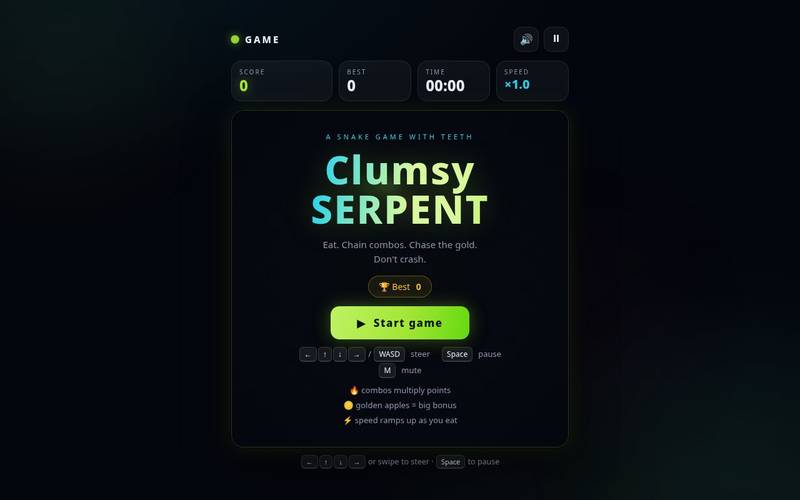 GAME
SCORE
0
BEST
0
TIME
00:00
SPEED
×1.0
A SNAKE GAME WITH TEETH
Clumsy
SERPENT
Eat. Chain combos. Chase the gold.
Don't crash.
🏆 Best 0
▶ Start game
← ↑ ↓ → / WASD steer Space pause
M mute
🔥 combos multiply points
🪙 golden apples = big bonus
⚡ speed ramps up as you eat
← ↑ ↓ → or swipe to steer · Space to pause